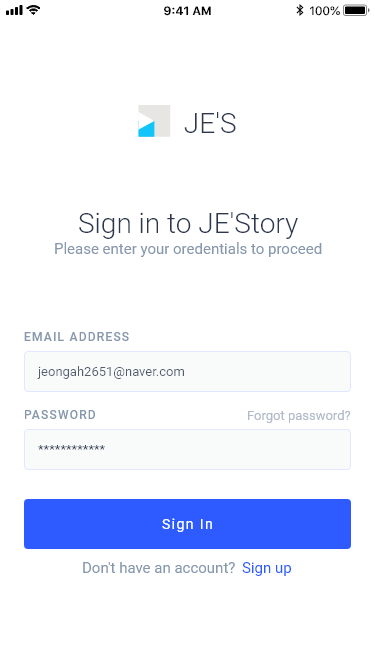 9:41 AM 100%
JE'S
Sign in to JE'Story
Please enter your oredentials to proceed
EMAIL ADDRESS
jeongah2651@naver.com
PASSWORD Forgot password?
************
Sign In
Don't have an account? Sign up